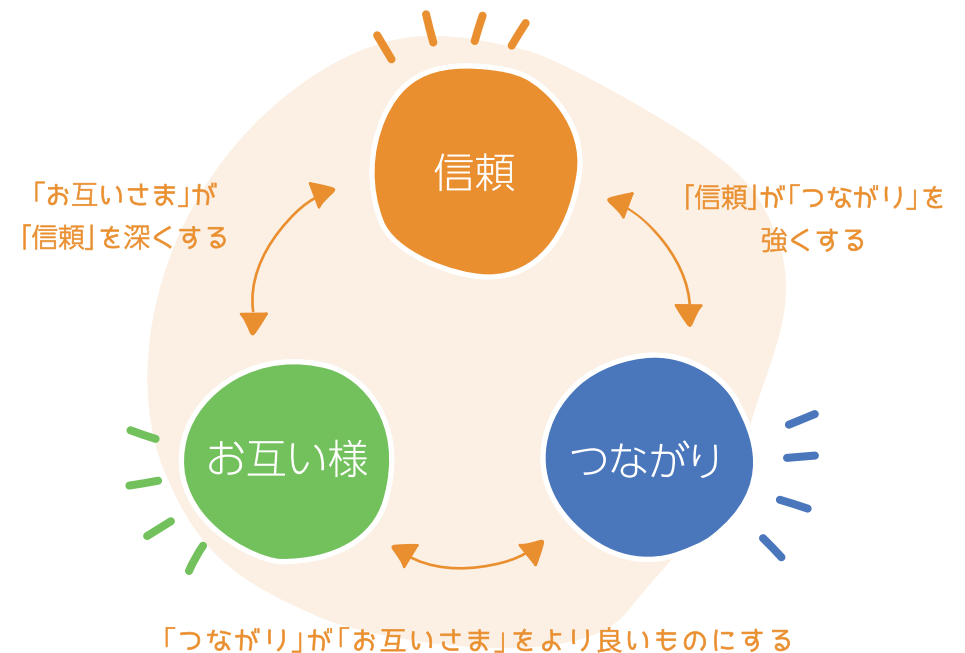 信頼
「お互いさま」が
「信頼」を深くする
「信頼」が「つながり」を
強くする
お互い様
つながり
「つながり」が「お互いさま」をより良いものにする